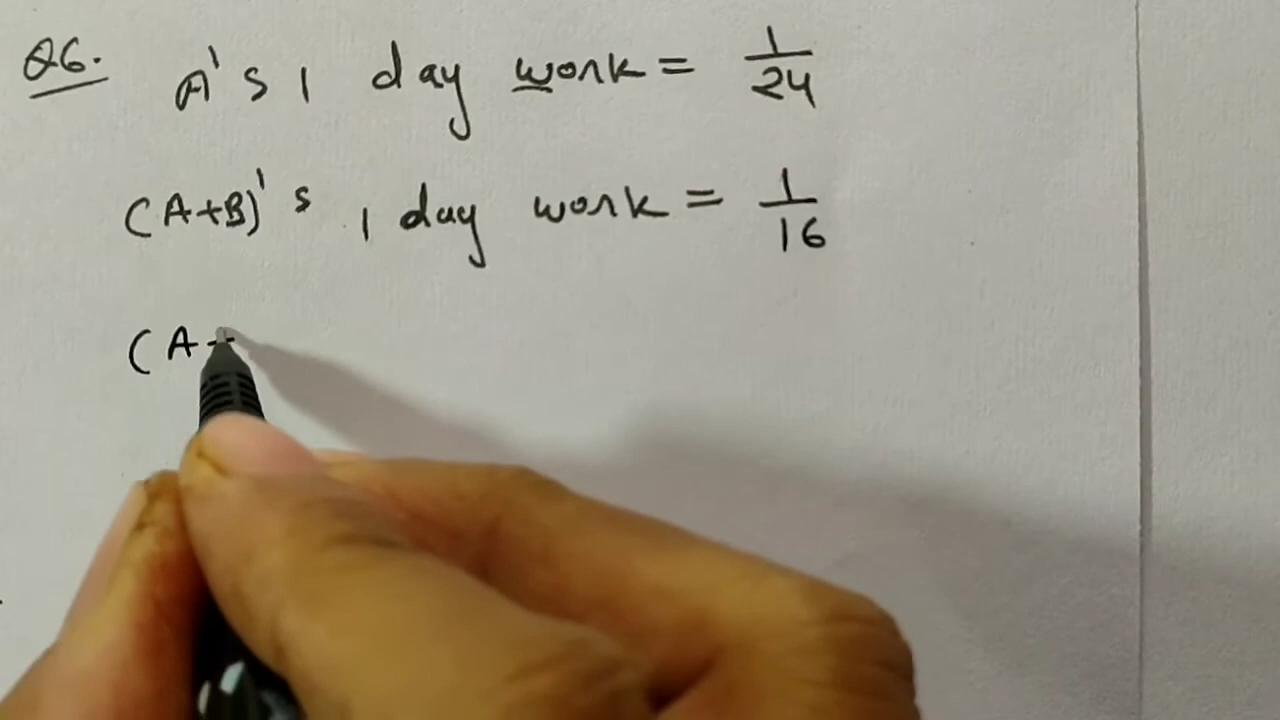 Q6. A's 1 day work = 1/24
(A+B)'s 1 day work = 1/16
(A+